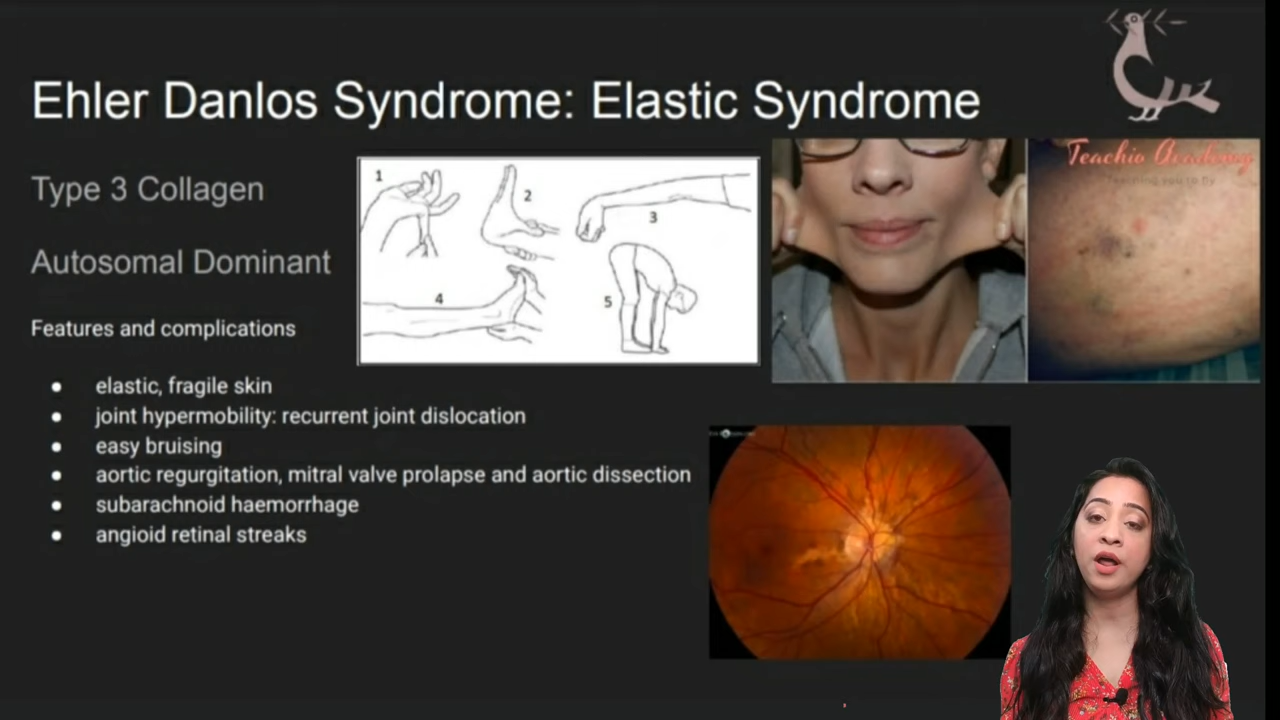 Ehler Danlos Syndrome: Elastic Syndrome
Type 3 Collagen
Autosomal Dominant
Features and complications
elastic, fragile skin
joint hypermobility: recurrent joint dislocation
easy bruising
aortic regurgitation, mitral valve prolapse and aortic dissection
subarachnoid haemorrhage
angioid retinal streaks
1
2
3
4
5
Teachio Academy